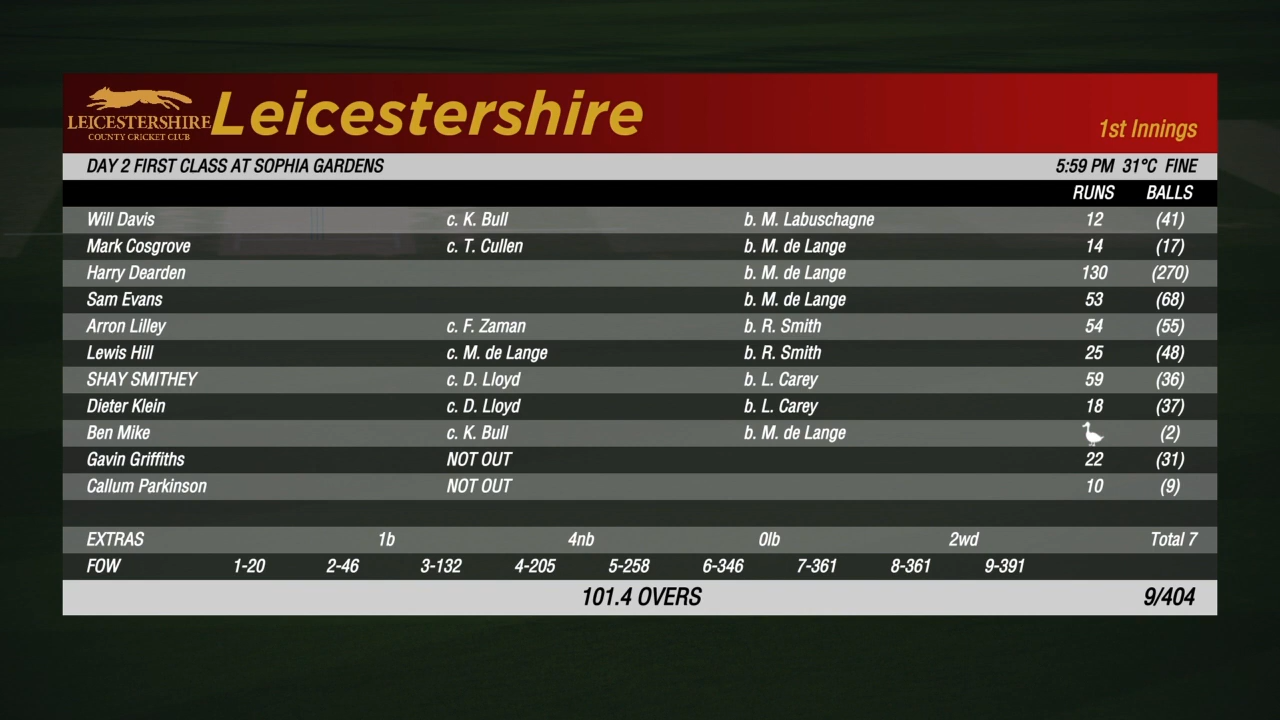 LEICESTERSHIRE
COUNTY CRICKET CLUB
Leicestershire
1st Innings
DAY 2 FIRST CLASS AT SOPHIA GARDENS 5:59 PM 31°C FINE
RUNS BALLS
Will Davis c. K. Bull b. M. Labuschagne 12 (41)
Mark Cosgrove c. T. Cullen b. M. de Lange 14 (17)
Harry Dearden b. M. de Lange 130 (270)
Sam Evans b. M. de Lange 53 (68)
Arron Lilley c. F. Zaman b. R. Smith 54 (55)
Lewis Hill c. M. de Lange b. R. Smith 25 (48)
SHAY SMITHEY c. D. Lloyd b. L. Carey 59 (36)
Dieter Klein c. D. Lloyd b. L. Carey 18 (37)
Ben Mike c. K. Bull b. M. de Lange (2)
Gavin Griffiths NOT OUT 22 (31)
Callum Parkinson NOT OUT 10 (9)
EXTRAS 1b 4nb 0lb 2wd Total 7
FOW 1-20 2-46 3-132 4-205 5-258 6-346 7-361 8-361 9-391
101.4 OVERS 9/404